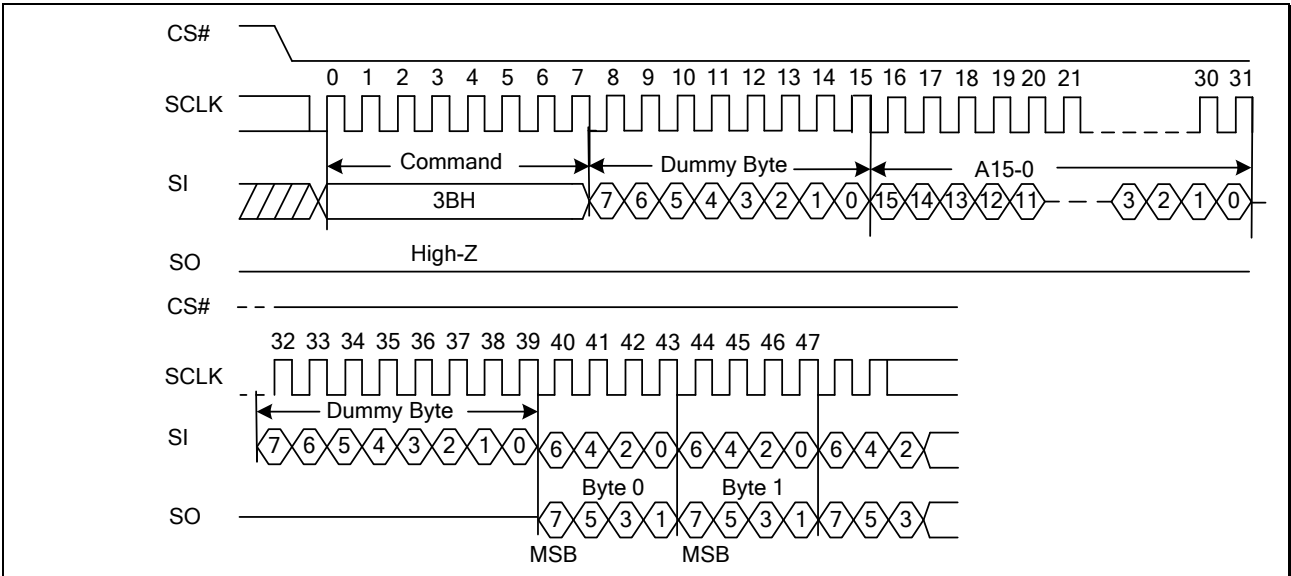 CS#
0 1 2 3 4 5 6 7 8 9 10 11 12 13 14 15 16 17 18 19 20 21 30 31
SCLK
Command Dummy Byte A15-0
SI 3BH 7 6 5 4 3 2 1 0 15 14 13 12 11 3 2 1 0
High-Z
SO
CS#
32 33 34 35 36 37 38 39 40 41 42 43 44 45 46 47
SCLK
Dummy Byte
SI 7 6 5 4 3 2 1 0 6 4 2 0 6 4 2 0 6 4 2
Byte 0 Byte 1
SO 7 5 3 1 7 5 3 1 7 5 3
MSB MSB